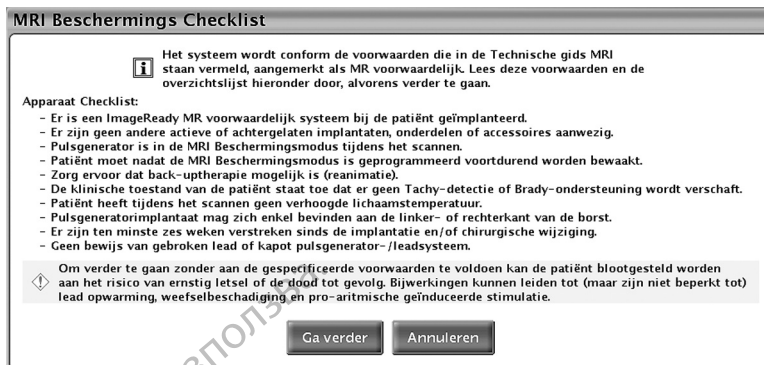 MRI Beschermings Checklist
Het systeem wordt conform de voorwaarden die in de Technische gids MRI
staan vermeld, aangemerkt als MR voorwaardelijk. Lees deze voorwaarden en de
overzichtslijst hieronder door, alvorens verder te gaan.
Apparaat Checklist:
- Er is een ImageReady MR voorwaardelijk systeem bij de patiënt geïmplanteerd.
- Er zijn geen andere actieve of achtergelaten implantaten, onderdelen of accessoires aanwezig.
- Pulsgenerator is in de MRI Beschermingsmodus tijdens het scannen.
- Patiënt moet nadat de MRI Beschermingsmodus is geprogrammeerd voortdurend worden bewaakt.
- Zorg ervoor dat back-uptherapie mogelijk is (reanimatie).
- De klinische toestand van de patiënt staat toe dat er geen Tachy-detectie of Brady-ondersteuning wordt verschaft.
- Patiënt heeft tijdens het scannen geen verhoogde lichaamstemperatuur.
- Pulsgeneratorimplantaat mag zich enkel bevinden aan de linker- of rechterkant van de borst.
- Er zijn ten minste zes weken verstreken sinds de implantatie en/of chirurgische wijziging.
- Geen bewijs van gebroken lead of kapot pulsgenerator-/leadsysteem.
Om verder te gaan zonder aan de gespecificeerde voorwaarden te voldoen kan de patiënt blootgesteld worden
aan het risico van ernstig letsel of de dood tot gevolg. Bijwerkingen kunnen leiden tot (maar zijn niet beperkt tot)
lead opwarming, weefselbeschadiging en pro-aritmische geïnduceerde stimulatie.
Ga verder
Annuleren